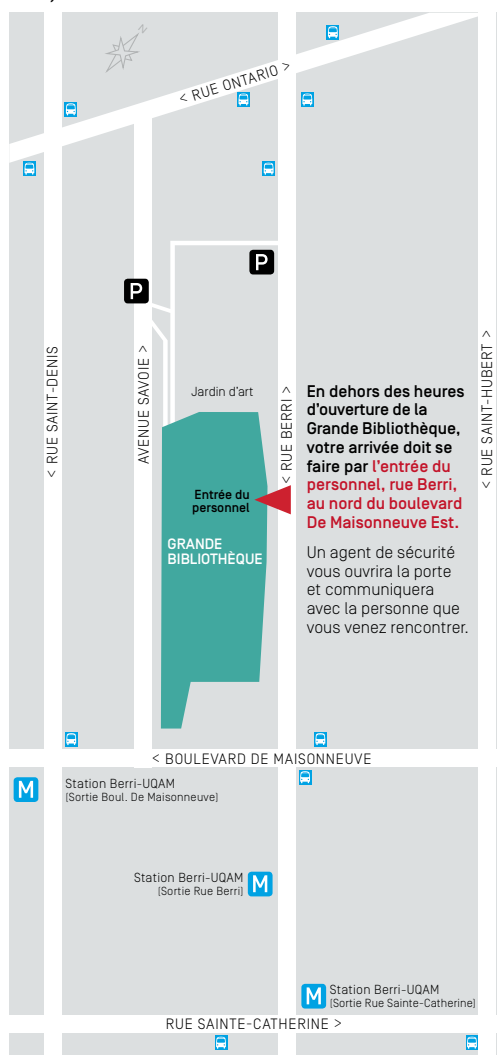 < RUE ONTARIO >
P
P
< RUE SAINT-DENIS
AVENUE SAVOIE >
< RUE BERRI >
< RUE SAINT-HUBERT >
Jardin d'art
En dehors des heures
d'ouverture de la
Grande Bibliothèque,
votre arrivée doit se
faire par l'entrée du
personnel, rue Berri,
au nord du boulevard
De Maisonneuve Est.
Entrée du
personnel
GRANDE
BIBLIOTHÈQUE
Un agent de sécurité
vous ouvrira la porte
et communiquera
avec la personne que
vous venez rencontrer.
< BOULEVARD DE MAISONNEUVE
M
Station Berri-UQAM
(Sortie Boul. De Maisonneuve)
Station Berri-UQAM
(Sortie Rue Berri)
M
M
Station Berri-UQAM
(Sortie Rue Sainte-Catherine)
RUE SAINTE-CATHERINE >